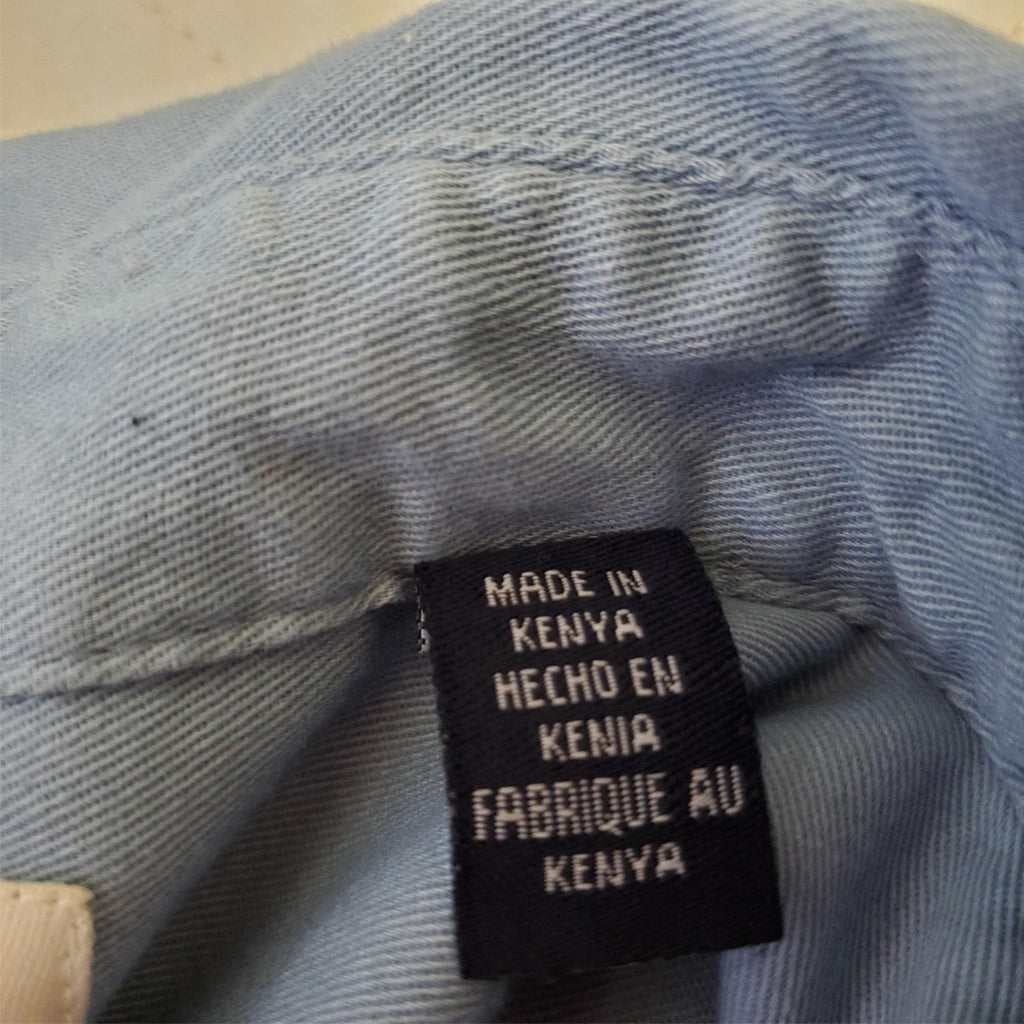 MADE IN
KENYA
HECHO EN
KENIA
FABRIQUE AU
KENYA